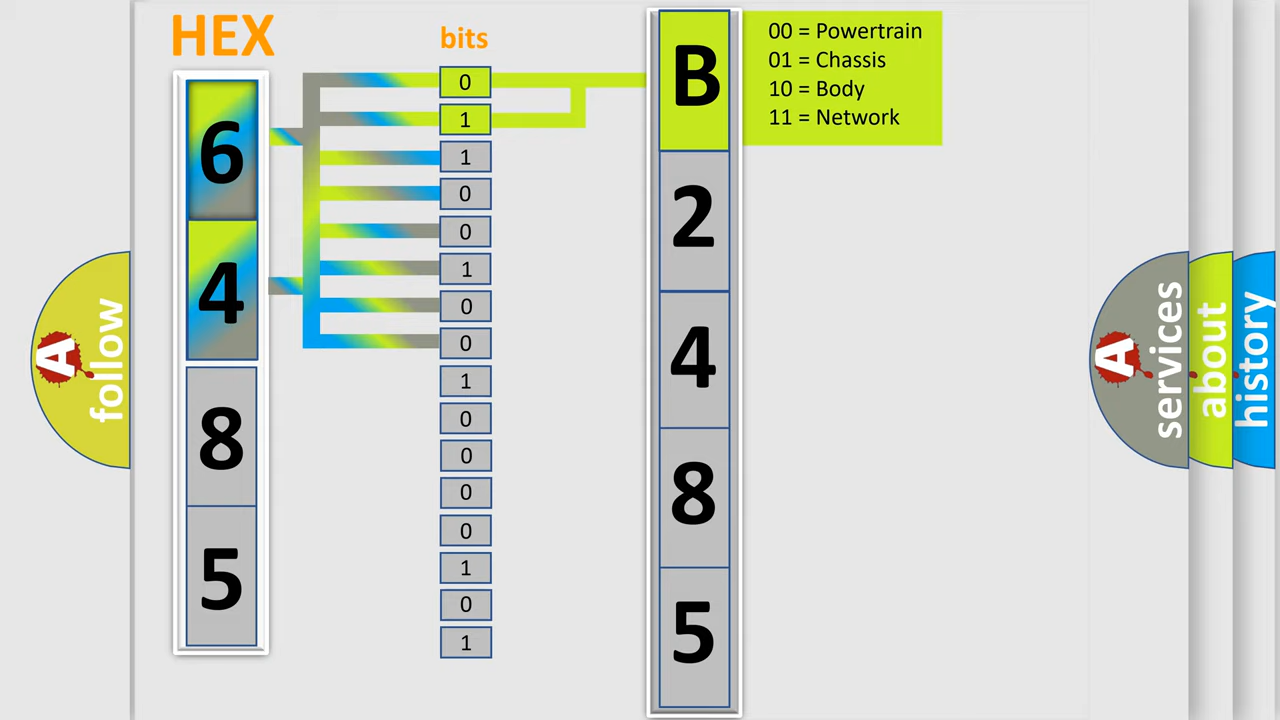 HEX
bits
6
4
8
5
0
1
1
0
0
1
0
0
1
0
0
0
0
1
0
1
B
2
4
8
5
00 = Powertrain
01 = Chassis
10 = Body
11 = Network
A
follow
A
services
about
history